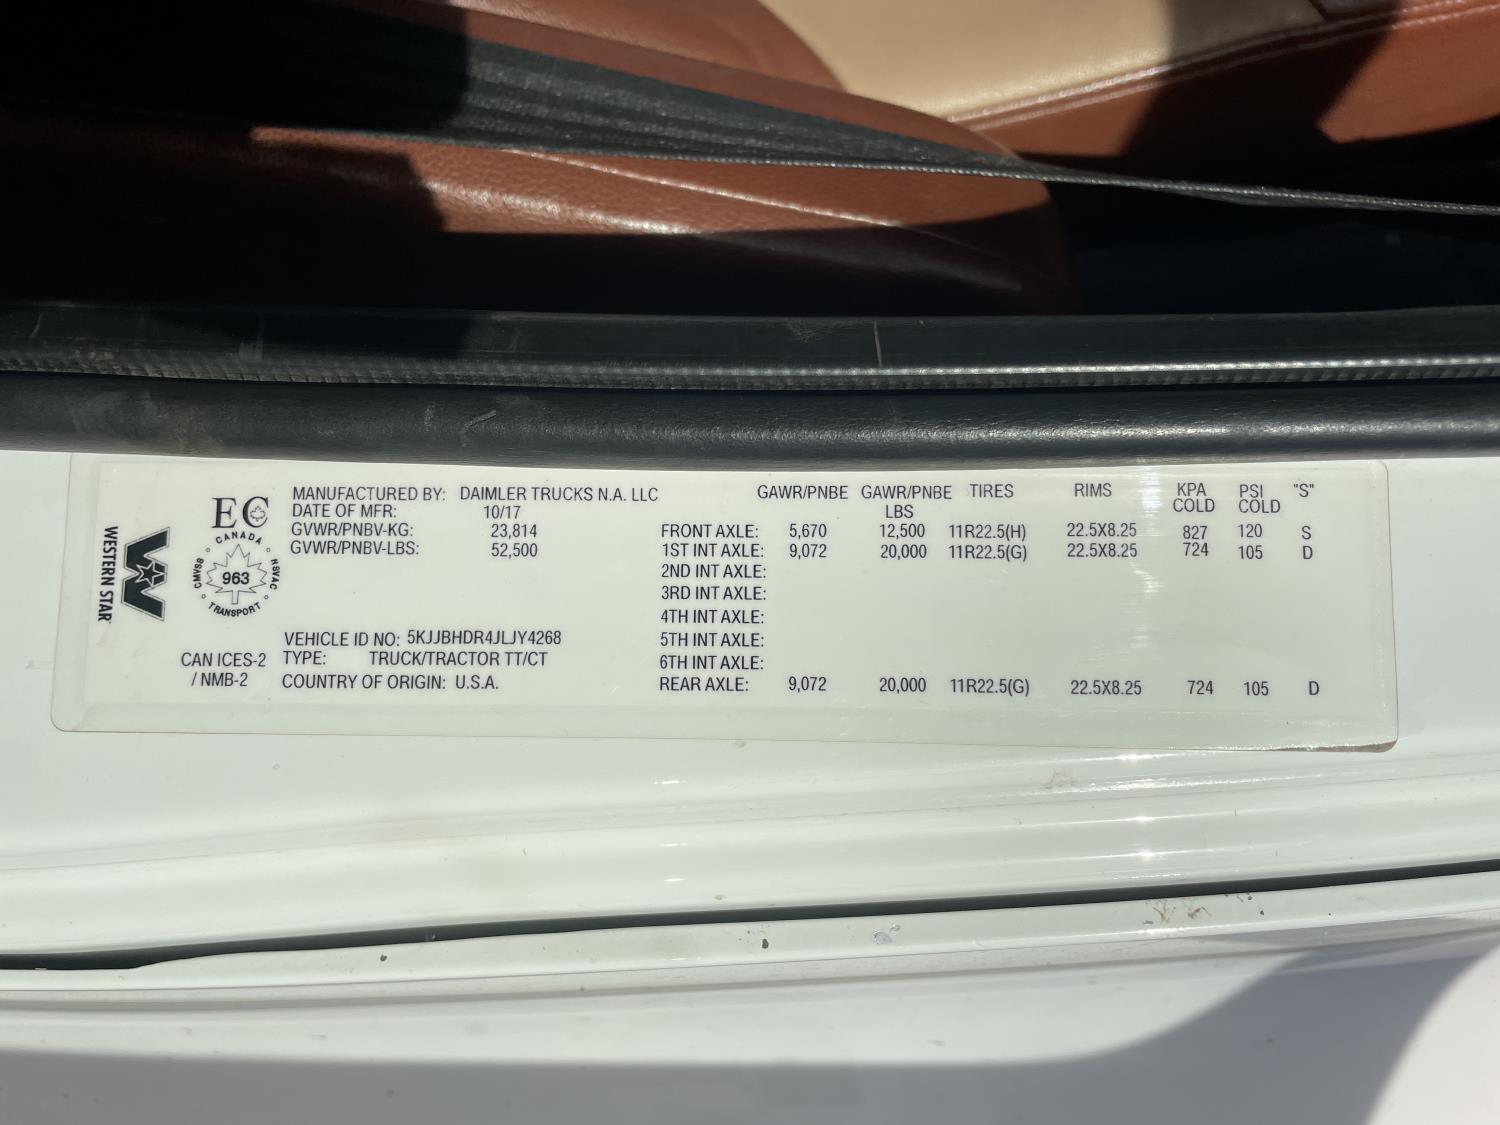 WESTERN STAR
EC
CANADA
CMVSS 963 NSVAC
TRANSPORT
CAN ICES-2
/ NMB-2
MANUFACTURED BY: DAIMLER TRUCKS N.A. LLC
DATE OF MFR: 10/17
GVWR/PNBV-KG: 23,814
GVWR/PNBV-LBS: 52,500
VEHICLE ID NO: 5KJJBHDR4JLJY4268
TYPE: TRUCK/TRACTOR TT/CT
COUNTRY OF ORIGIN: U.S.A.
GAWR/PNBE GAWR/PNBE TIRES RIMS KPA PSI "S"
LBS COLD COLD
FRONT AXLE: 5,670 12,500 11R22.5(H) 22.5X8.25 827 120 S
1ST INT AXLE: 9,072 20,000 11R22.5(G) 22.5X8.25 724 105 D
2ND INT AXLE:
3RD INT AXLE:
4TH INT AXLE:
5TH INT AXLE:
6TH INT AXLE:
REAR AXLE: 9,072 20,000 11R22.5(G) 22.5X8.25 724 105 D